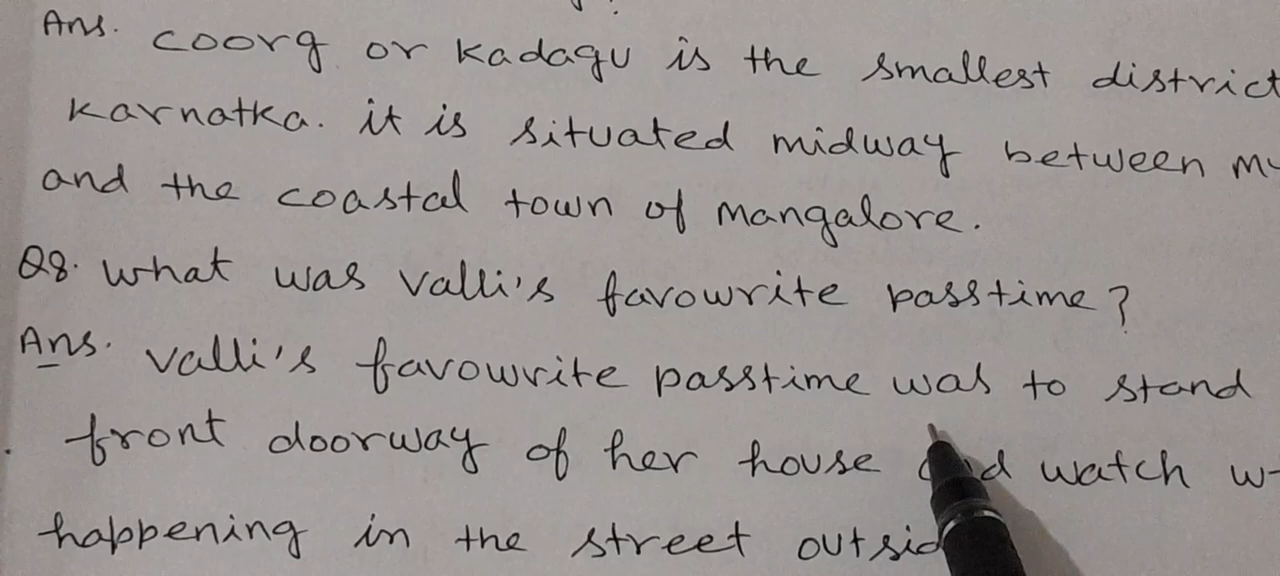 Ans. coorg or kadagu is the smallest district
karnatka. it is situated midway between
and the coastal town of mangalore.
Q8. what was valli's favowrite passtime?
Ans. valli's favowrite passtime was to stand
front doorway of her house and watch
happening in the street